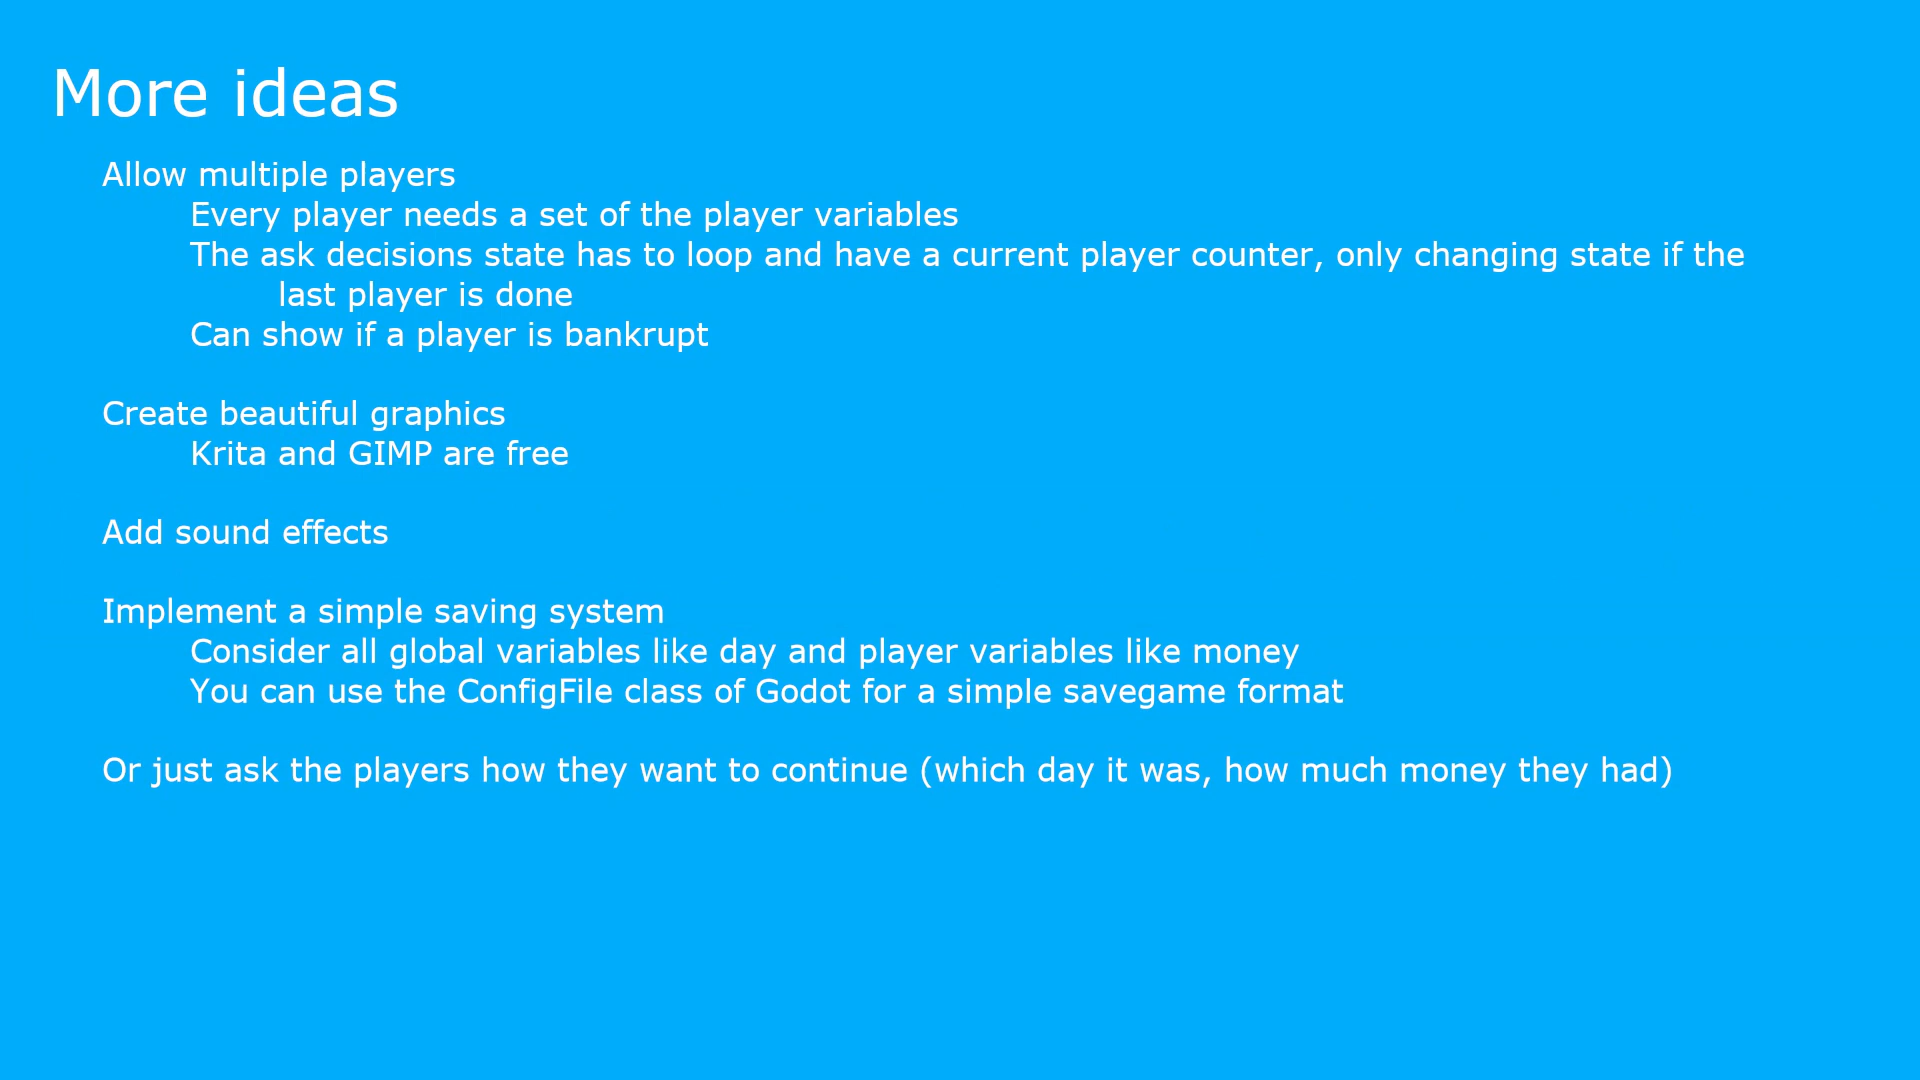 More ideas
Allow multiple players
Every player needs a set of the player variables
The ask decisions state has to loop and have a current player counter, only changing state if the
last player is done
Can show if a player is bankrupt
Create beautiful graphics
Krita and GIMP are free
Add sound effects
Implement a simple saving system
Consider all global variables like day and player variables like money
You can use the ConfigFile class of Godot for a simple savegame format
Or just ask the players how they want to continue (which day it was, how much money they had)